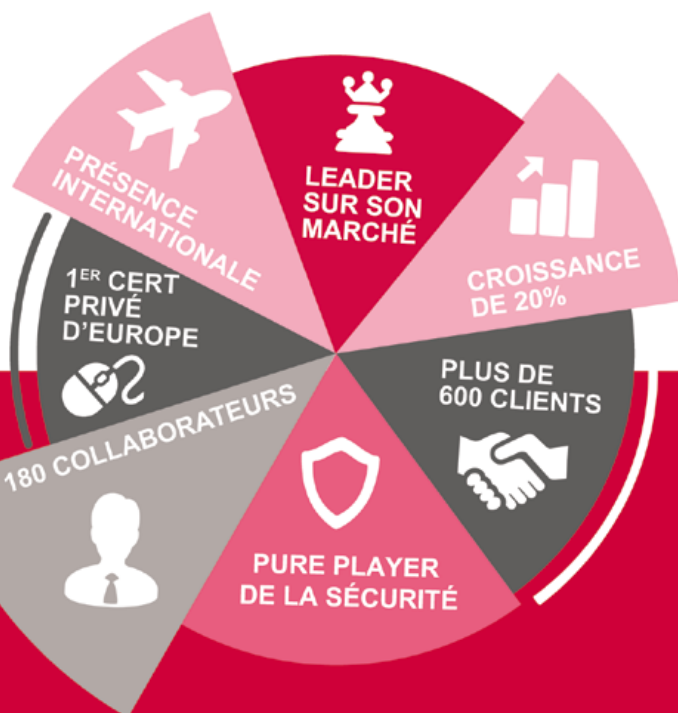 LEADER
SUR SON
MARCHÉ
CROISSANCE
DE 20%
PLUS DE
600 CLIENTS
PURE PLAYER
DE LA SÉCURITÉ
180 COLLABORATEURS
1ER CERT
PRIVÉ
D'EUROPE
PRÉSENCE
INTERNATIONALE